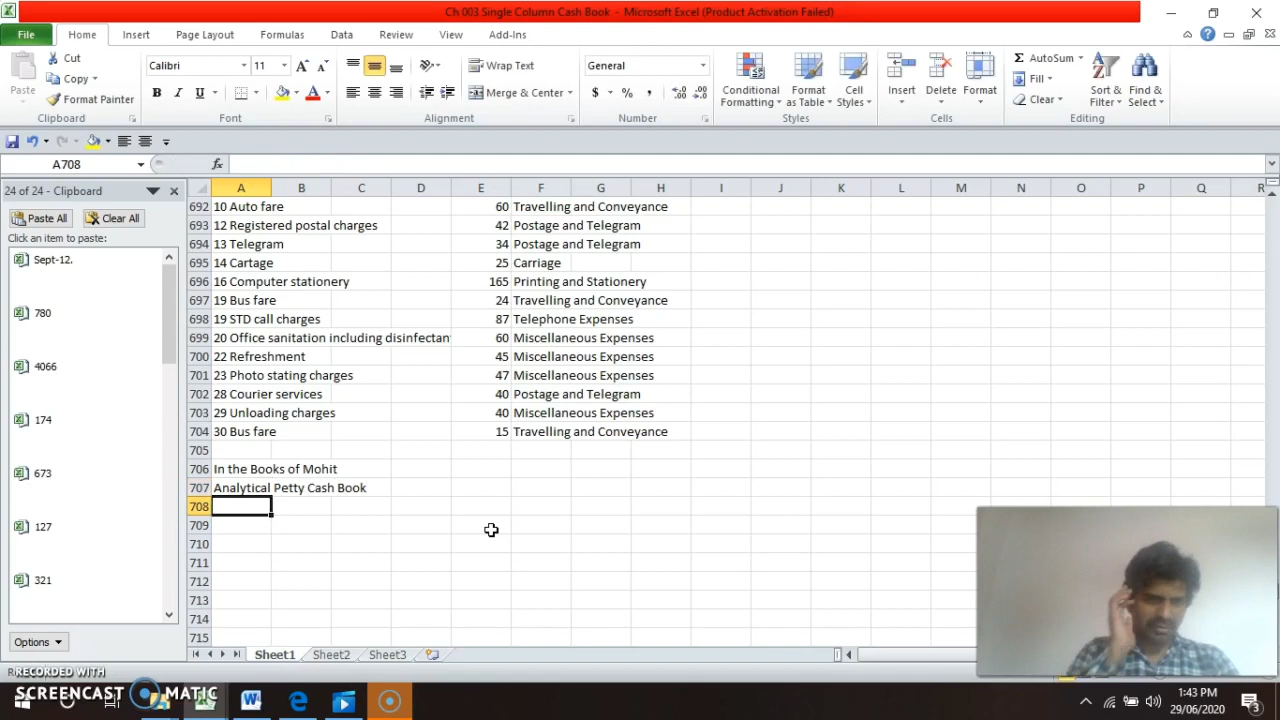 Ch 003 Single Column Cash Book - Microsoft Excel (Product Activation Failed)
File Home Insert Page Layout Formulas Data Review View Add-Ins
Paste Cut Copy Format Painter
Calibri 11 Wrap Text Merge & Center
General
Conditional Formatting Format as Table Cell Styles
Insert Delete Format
AutoSum Fill Clear Sort & Filter Find & Select
Clipboard Font Alignment Number Styles Cells Editing
A708 fx
24 of 24 - Clipboard
Paste All Clear All
Click an item to paste:
Sept-12.
780
4066
174
673
127
321
Options
A B C D E F G H I J K L M N O P Q R
692 10 Auto fare 60 Travelling and Conveyance
693 12 Registered postal charges 42 Postage and Telegram
694 13 Telegram 34 Postage and Telegram
695 14 Cartage 25 Carriage
696 16 Computer stationery 165 Printing and Stationery
697 19 Bus fare 24 Travelling and Conveyance
698 19 STD call charges 87 Telephone Expenses
699 20 Office sanitation including disinfectant 60 Miscellaneous Expenses
700 22 Refreshment 45 Miscellaneous Expenses
701 23 Photo stating charges 47 Miscellaneous Expenses
702 28 Courier services 40 Postage and Telegram
703 29 Unloading charges 40 Miscellaneous Expenses
704 30 Bus fare 15 Travelling and Conveyance
705
706 In the Books of Mohit
707 Analytical Petty Cash Book
708
709
710
711
712
713
714
715
Sheet1 Sheet2 Sheet3
RECORDED WITH
SCREENCAST MATIC
1:43 PM
29/06/2020
3